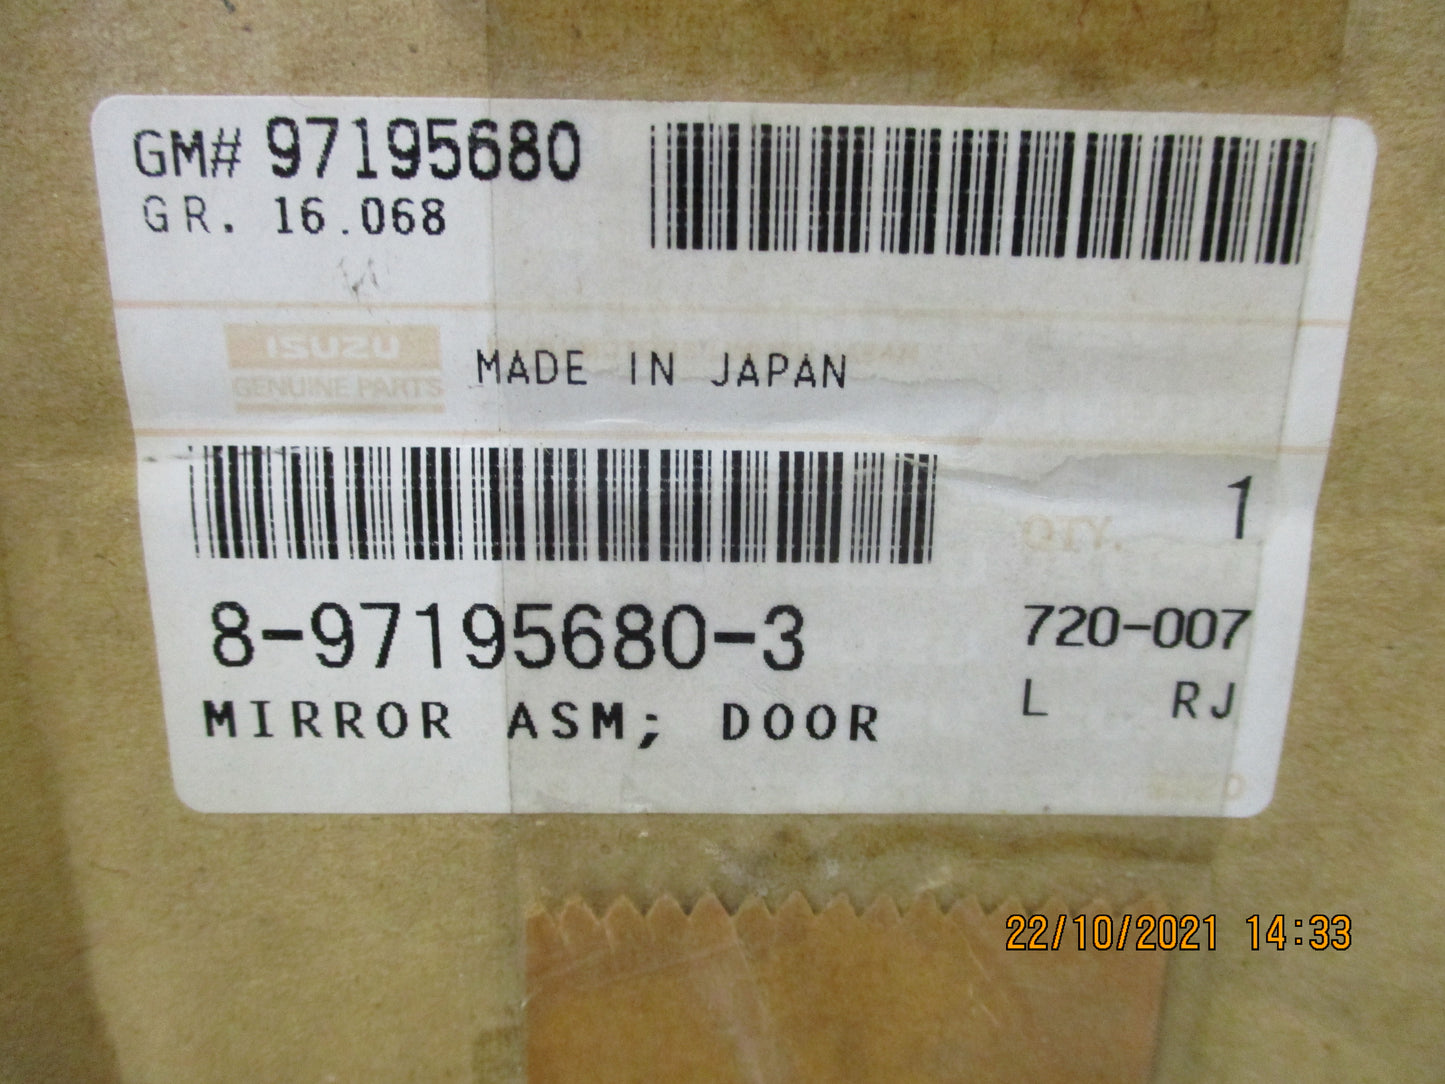 GM# 97195680
GR. 16.068
ISUZU
GENUINE PARTS
MADE IN JAPAN
QTY. 1
8-97195680-3
720-007
MIRROR ASM; DOOR
L RJ
22/10/2021 14:33